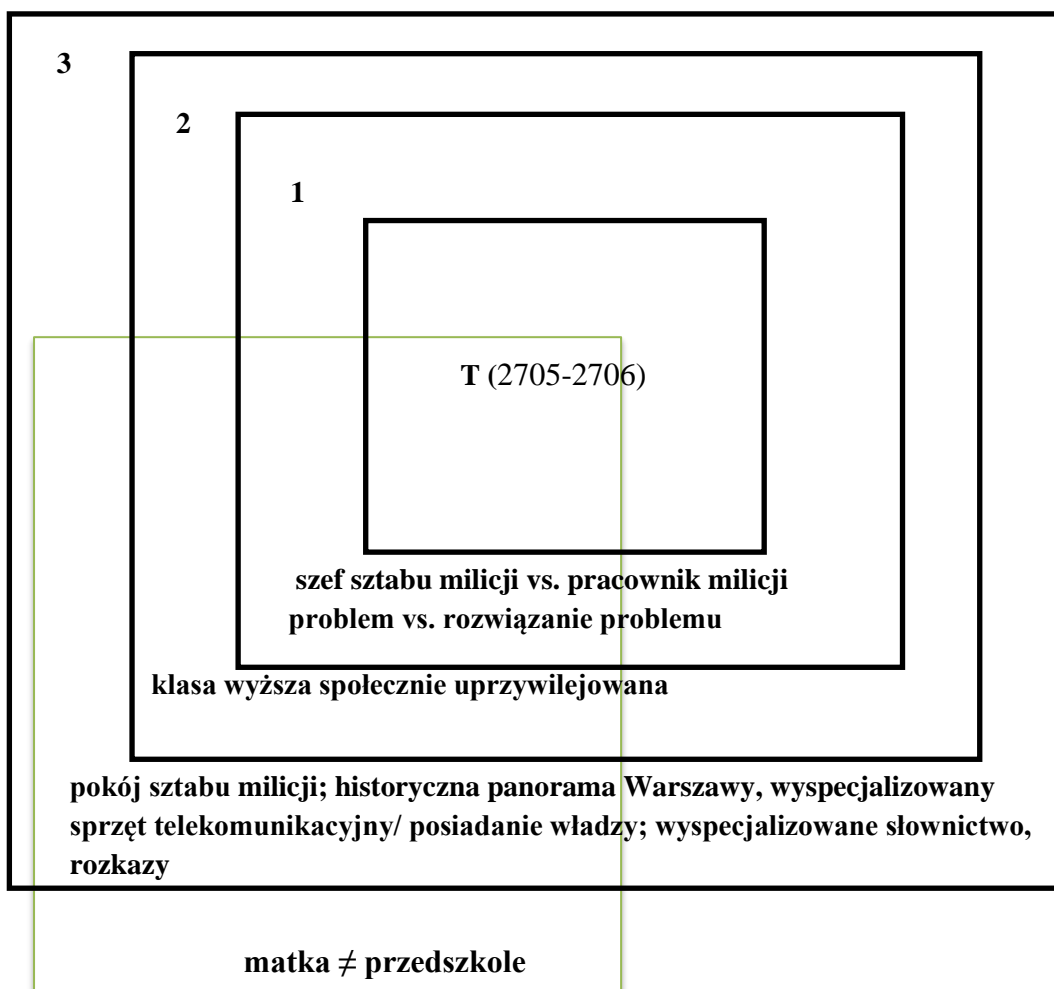 3
2
1
T (2705-2706)
szef sztabu milicji vs. pracownik milicji
problem vs. rozwiązanie problemu
klasa wyższa społecznie uprzywilejowana
pokój sztabu milicji; historyczna panorama Warszawy, wyspecjalizowany
sprzęt telekomunikacyjny/ posiadanie władzy; wyspecjalizowane słownictwo,
rozkazy
matka ≠ przedszkole